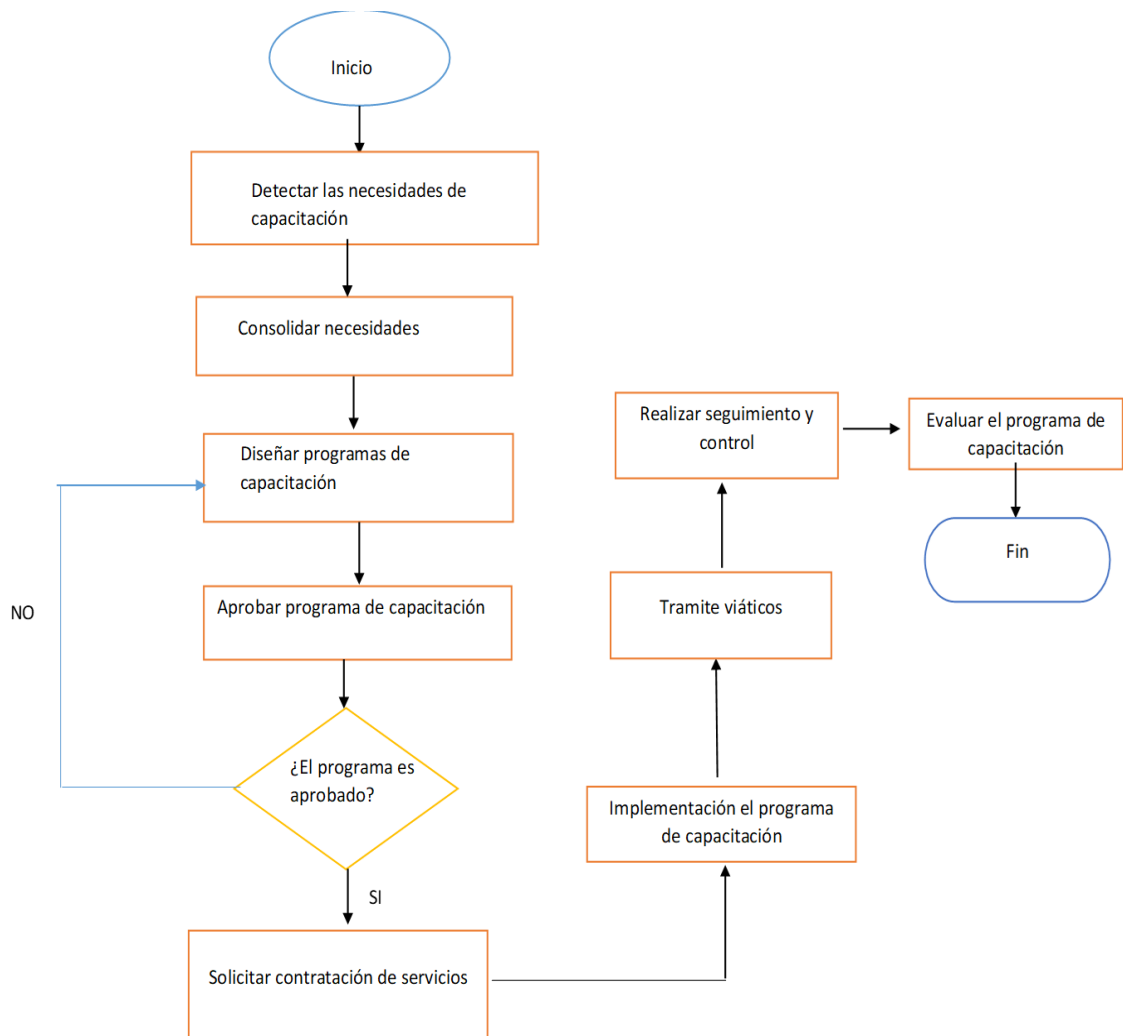 Inicio
Detectar las necesidades de
capacitación
Consolidar necesidades
Diseñar programas de
capacitación
Aprobar programa de capacitación
NO
¿El programa es
aprobado?
SI
Solicitar contratación de servicios
Implementación el programa
de capacitación
Tramite viáticos
Realizar seguimiento y
control
Evaluar el programa de
capacitación
Fin